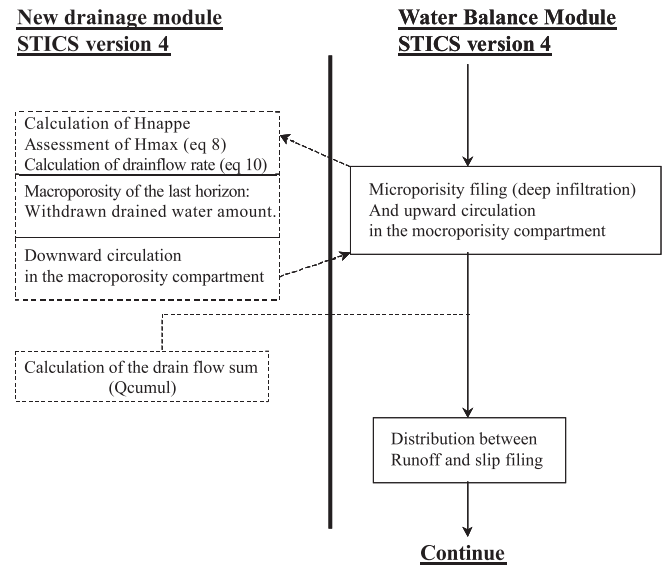 New drainage module
STICS version 4
Water Balance Module
STICS version 4
Calculation of Hnappe
Assessment of Hmax (eq 8)
Calculation of drainflow rate (eq 10)
Macroporosity of the last horizon:
Withdrawn drained water amount.
Downward circulation
in the macroporosity compartment
Microporisity filing (deep infiltration)
And upward circulation
in the mocroporisity compartment
Calculation of the drain flow sum
(Qcumul)
Distribution between
Runoff and slip filing
Continue